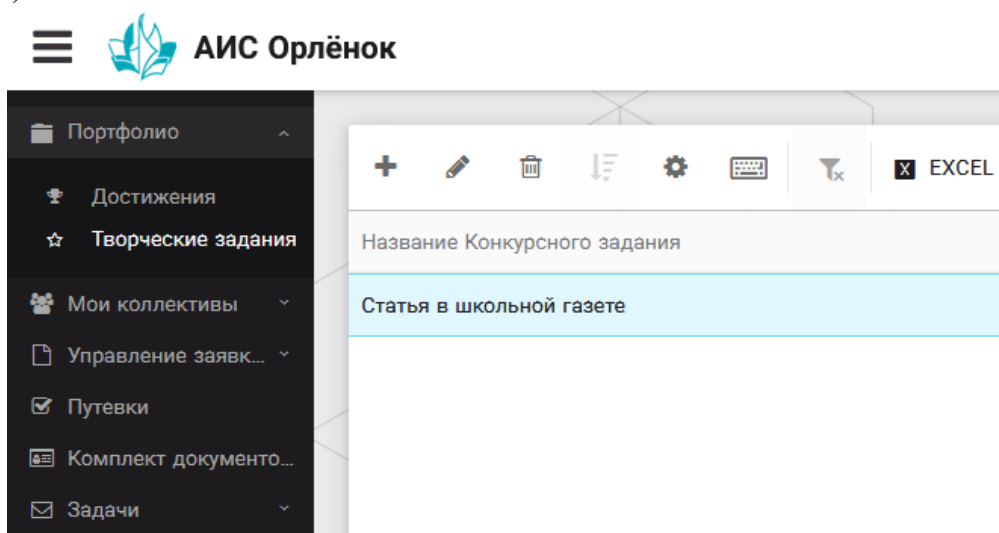 АИС Орлёнок
Портфолио
Достижения
Творческие задания
Мои коллективы
Управление заявк...
Путевки
Комплект документо...
Задачи
X EXCEL
Название Конкурсного задания
Статья в школьной газете